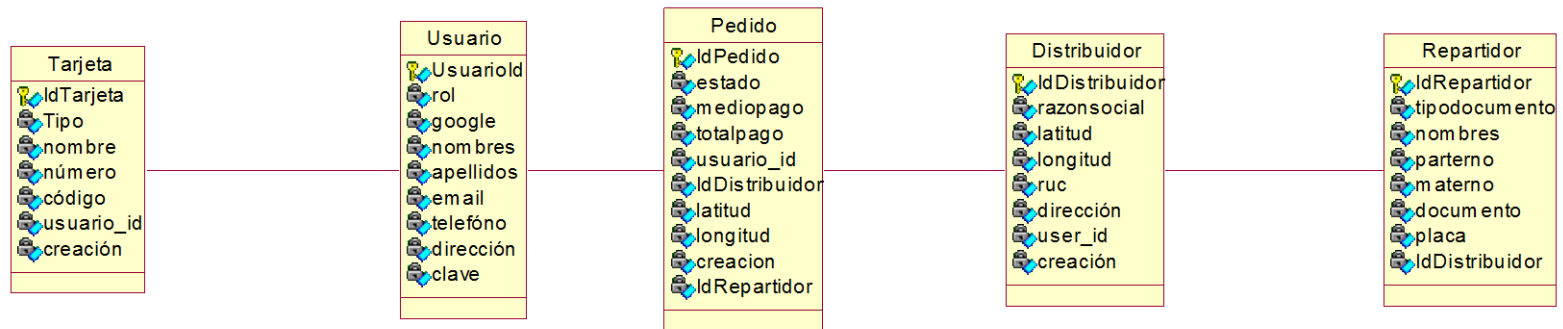 Tarjeta
IdTarjeta
Tipo
nombre
número
código
usuario_id
creación
Usuario
UsuarioId
rol
google
nombres
apellidos
email
telefóno
dirección
clave
Pedido
IdPedido
estado
mediopago
totalpago
usuario_id
IdDistribuidor
latitud
longitud
creacion
IdRepartidor
Distribuidor
IdDistribuidor
razonsocial
latitud
longitud
ruc
dirección
user_id
creación
Repartidor
IdRepartidor
tipodocumento
nombres
parterno
materno
documento
placa
IdDistribuidor